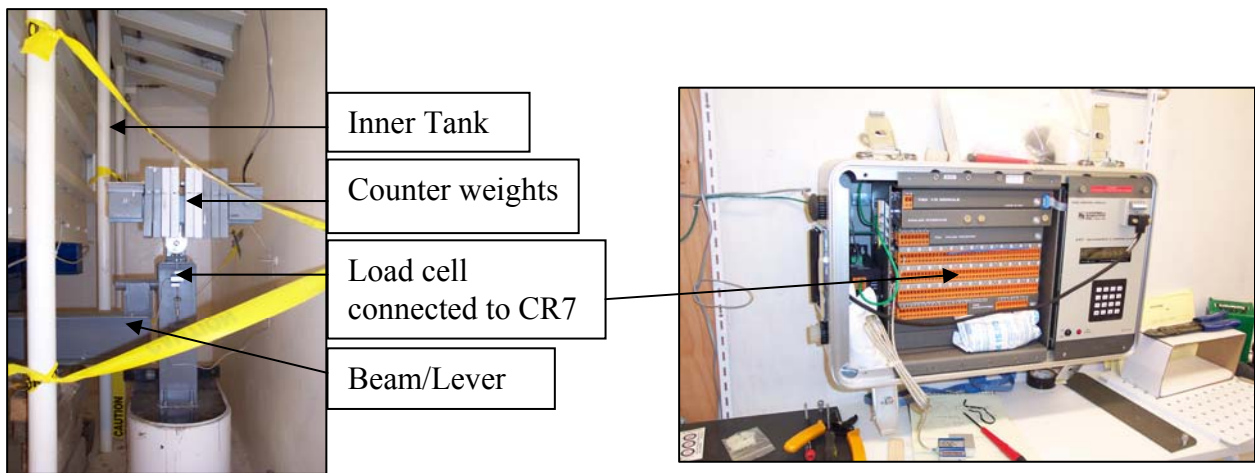 Inner Tank
Counter weights
Load cell
connected to CR7
Beam/Lever
CAUTION